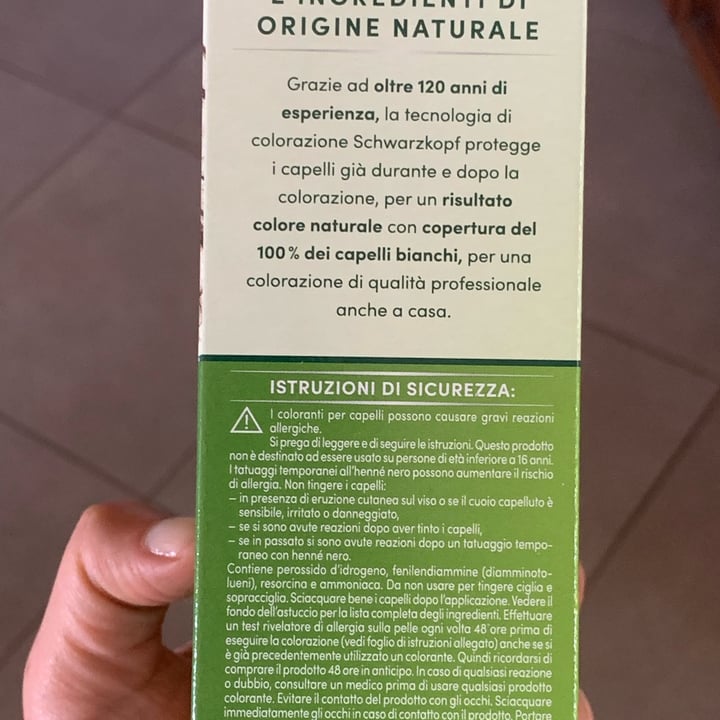 E INGREDIENTI DI
ORIGINE NATURALE
Grazie ad oltre 120 anni di
esperienza, la tecnologia di
colorazione Schwarzkopf protegge
i capelli già durante e dopo la
colorazione, per un risultato
colore naturale con copertura del
100% dei capelli bianchi, per una
colorazione di qualità professionale
anche a casa.
ISTRUZIONI DI SICUREZZA:
I coloranti per capelli possono causare gravi reazioni
allergiche.
Si prega di leggere e di seguire le istruzioni. Questo prodotto
non è destinato ad essere usato su persone di età inferiore a 16 anni.
I tatuaggi temporanei all'henné nero possono aumentare il rischio
di allergia. Non tingere i capelli:
– in presenza di eruzione cutanea sul viso o se il cuoio capelluto è
sensibile, irritato o danneggiato,
– se si sono avute reazioni dopo aver tinto i capelli,
– se in passato si sono avute reazioni dopo un tatuaggio tempo-
raneo con henné nero.
Contiene perossido d'idrogeno, fenilendiammine (diamminoto-
lueni), resorcina e ammoniaca. Da non usare per tingere ciglia e
sopracciglia. Sciacquare bene i capelli dopo l'applicazione. Vedere il
fondo dell'astuccio per la lista completa degli ingredienti. Effettuare
un test rivelatore di allergia sulla pelle ogni volta 48 ore prima di
eseguire la colorazione (vedi foglio di istruzioni allegato) anche se si
è già precedentemente utilizzato un colorante. Quindi ricordarsi di
comprare il prodotto 48 ore in anticipo. In caso di qualsiasi reazione
o dubbio, consultare un medico prima di usare qualsiasi prodotto
colorante. Evitare il contatto del prodotto con gli occhi. Sciacquare
immediatamente gli occhi in caso di contatto con il prodotto. Portare